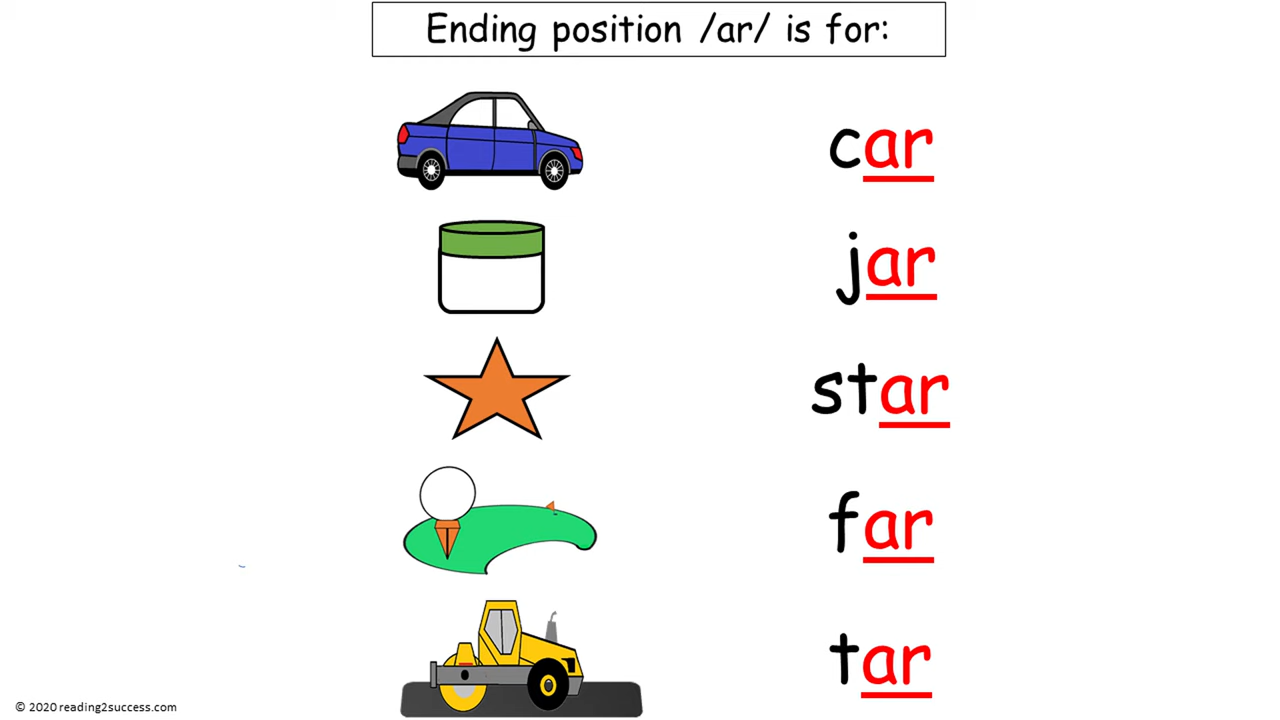 Ending position /ar/ is for:
car
jar
star
far
tar
© 2020 reading2success.com